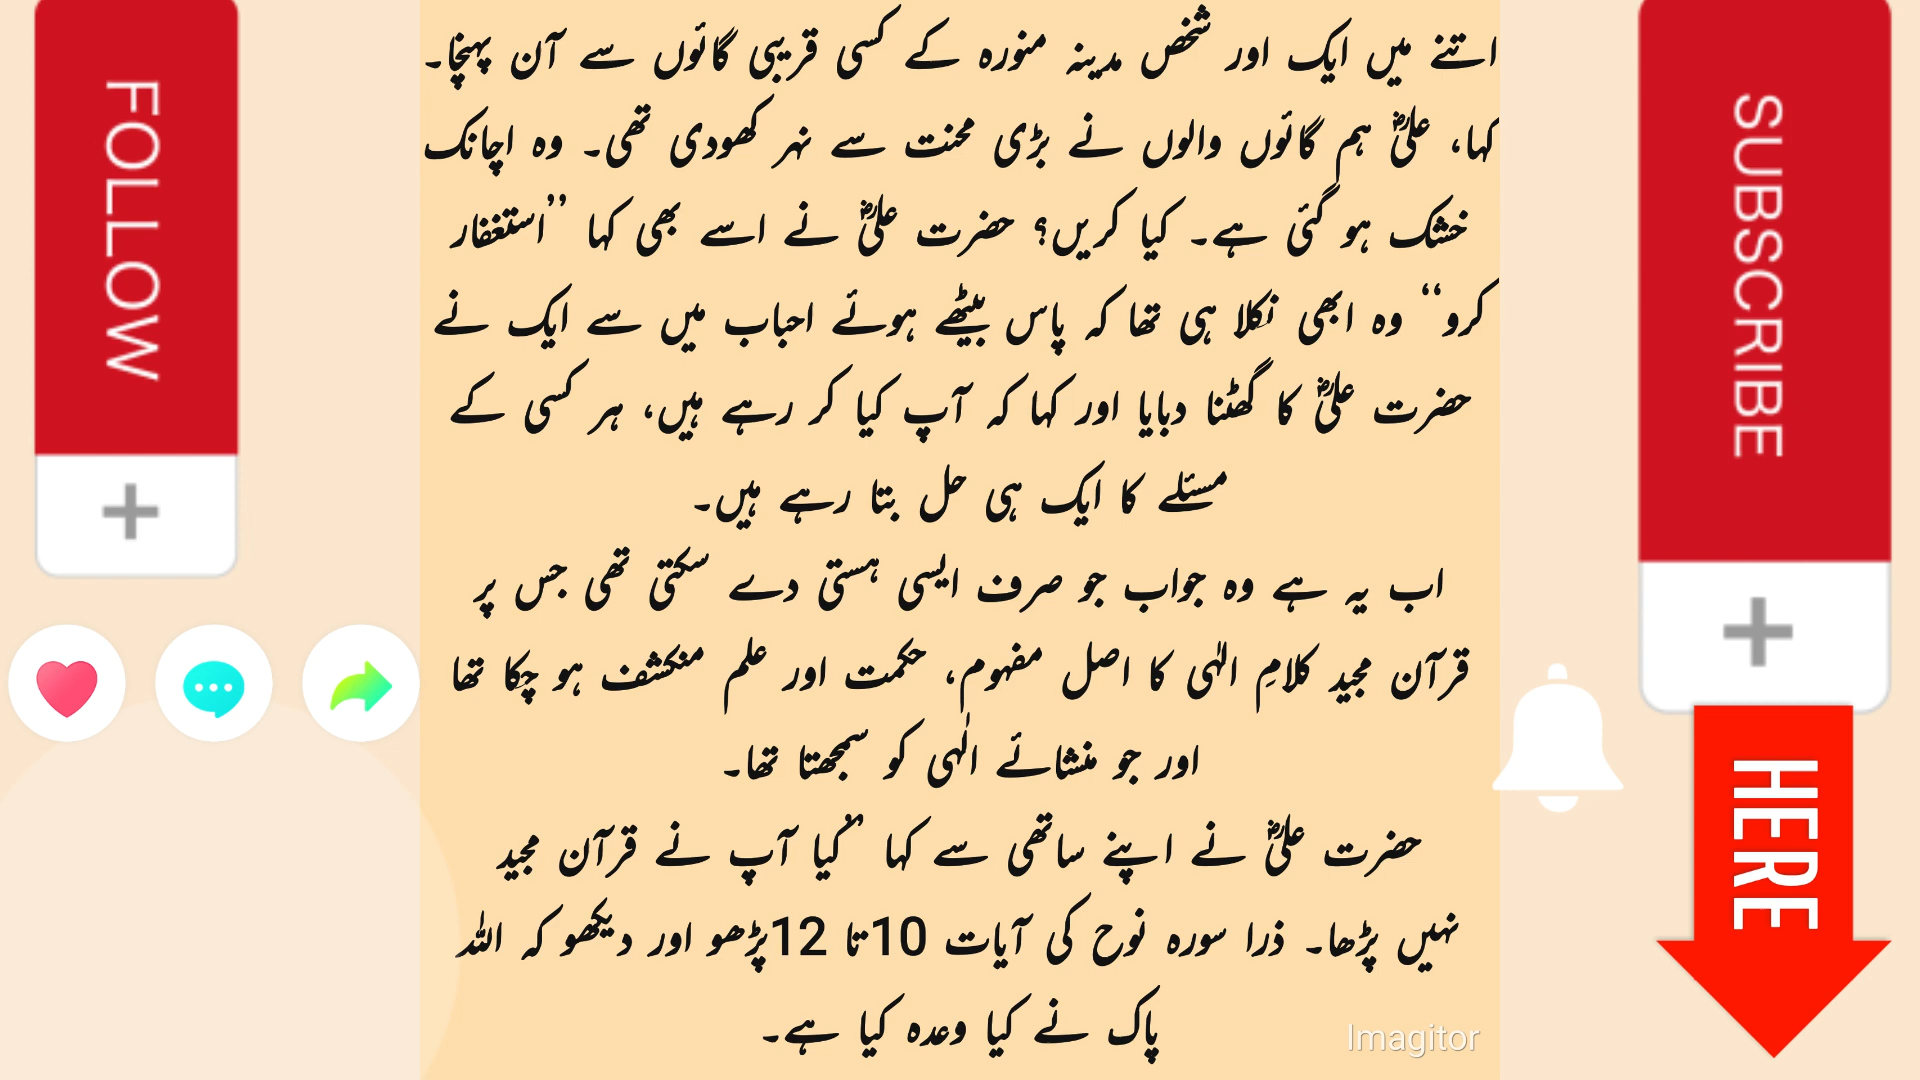 FOLLOW
اتنے میں ایک اور شخص مدینہ منورہ کے کسی قریبی گائوں سے آن پہنچا۔
کہا، علیؓ ہم گائوں والوں نے بڑی محنت سے نہر کھودی تھی۔ وہ اچانک
خشک ہو گئی ہے۔ کیا کریں؟ حضرت علیؓ نے اسے بھی کہا ’’استغفار
کرو‘‘ وہ ابھی نکلا ہی تھا کہ پاس بیٹھے ہوئے احباب میں سے ایک نے
حضرت علیؓ کا گھٹنا دبایا اور کہا کہ آپ کیا کر رہے ہیں، ہر کسی کے
مسئلے کا ایک ہی حل بتا رہے ہیں۔
اب یہ ہے وہ جواب جو صرف ایسی ہستی دے سکتی تھی جس پر
قرآن مجید کلامِ الٰہی کا اصل مفہوم، حکمت اور علم منکشف ہو چکا تھا
اور جو منشائے الٰہی کو سمجھتا تھا۔
حضرت علیؓ نے اپنے ساتھی سے کہا ’’کیا آپ نے قرآن مجید
نہیں پڑھا۔ ذرا سورہ نوح کی آیات 10تا 12پڑھو اور دیکھو کہ اللہ
پاک نے کیا وعدہ کیا ہے۔
Imagitor
SUBSCRIBE
HERE